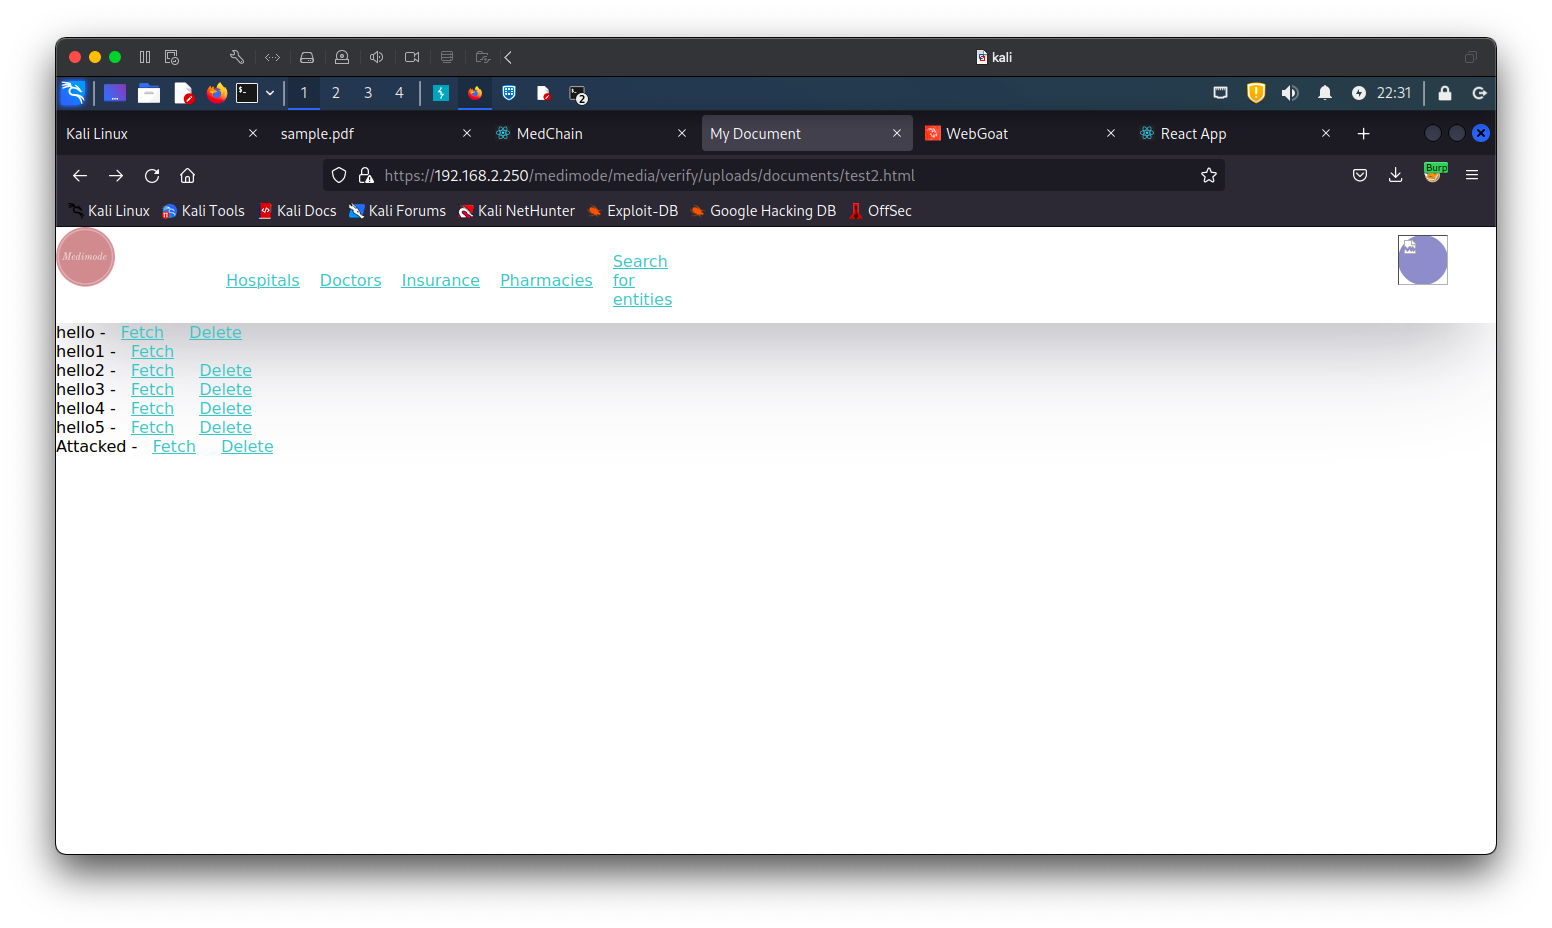 kali
1 2 3 4 2 22:31
Kali Linux sample.pdf MedChain My Document WebGoat React App
https://192.168.2.250/medimode/media/verify/uploads/documents/test2.html Burp
Kali Linux Kali Tools Kali Docs Kali Forums Kali NetHunter Exploit-DB Google Hacking DB OffSec
Medimode
Hospitals Doctors Insurance Pharmacies
Search
for
entities
hello - Fetch Delete
hello1 - Fetch
hello2 - Fetch Delete
hello3 - Fetch Delete
hello4 - Fetch Delete
hello5 - Fetch Delete
Attacked - Fetch Delete